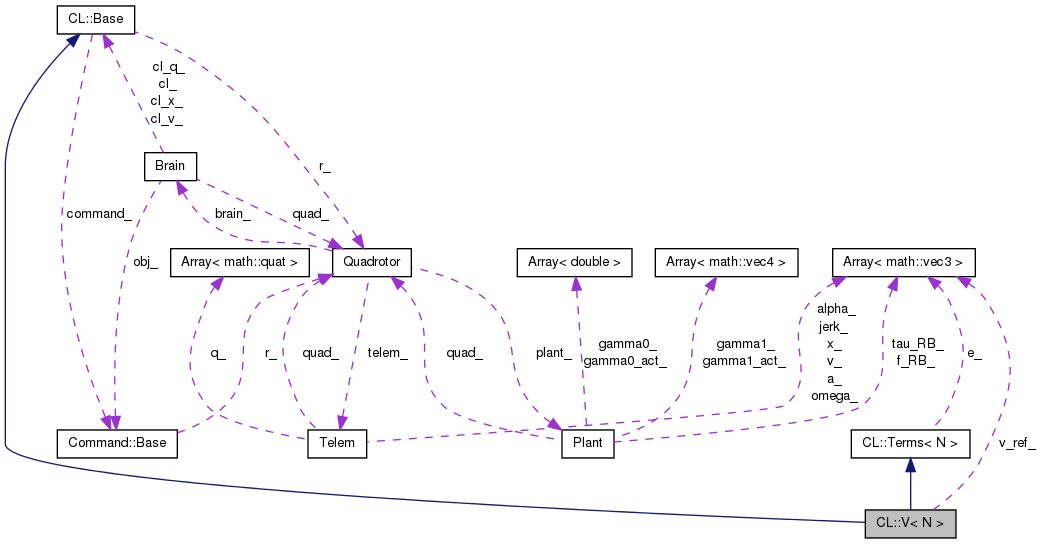 CL::Base
cl_q_
cl_
cl_x_
cl_v_
Brain
r_
command_
brain_
quad_
obj_
Array< math::quat >
Quadrotor
Array< double >
Array< math::vec4 >
Array< math::vec3 >
q_
r_
quad_
telem_
quad_
plant_
gamma0_
gamma0_act_
gamma1_
gamma1_act_
alpha_
jerk_
x_
v_
a_
omega_
tau_RB_
f_RB_
e_
v_ref_
Command::Base
Telem
Plant
CL::Terms< N >
CL::V< N >